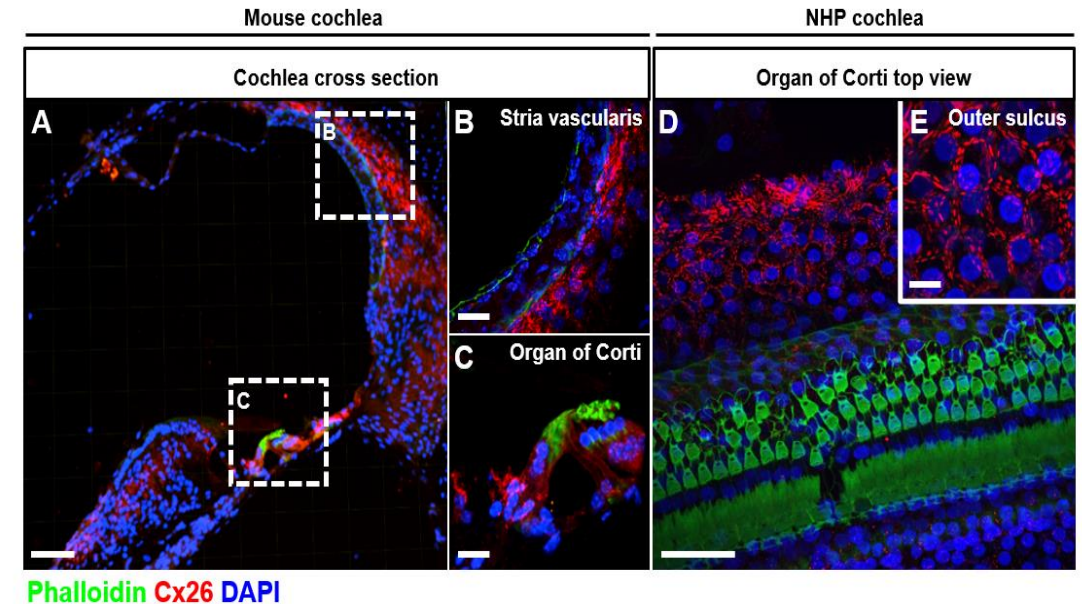 Mouse cochlea
NHP cochlea
Cochlea cross section
Organ of Corti top view
A
B
B Stria vascularis
D
E Outer sulcus
C
C Organ of Corti
Phalloidin Cx26 DAPI